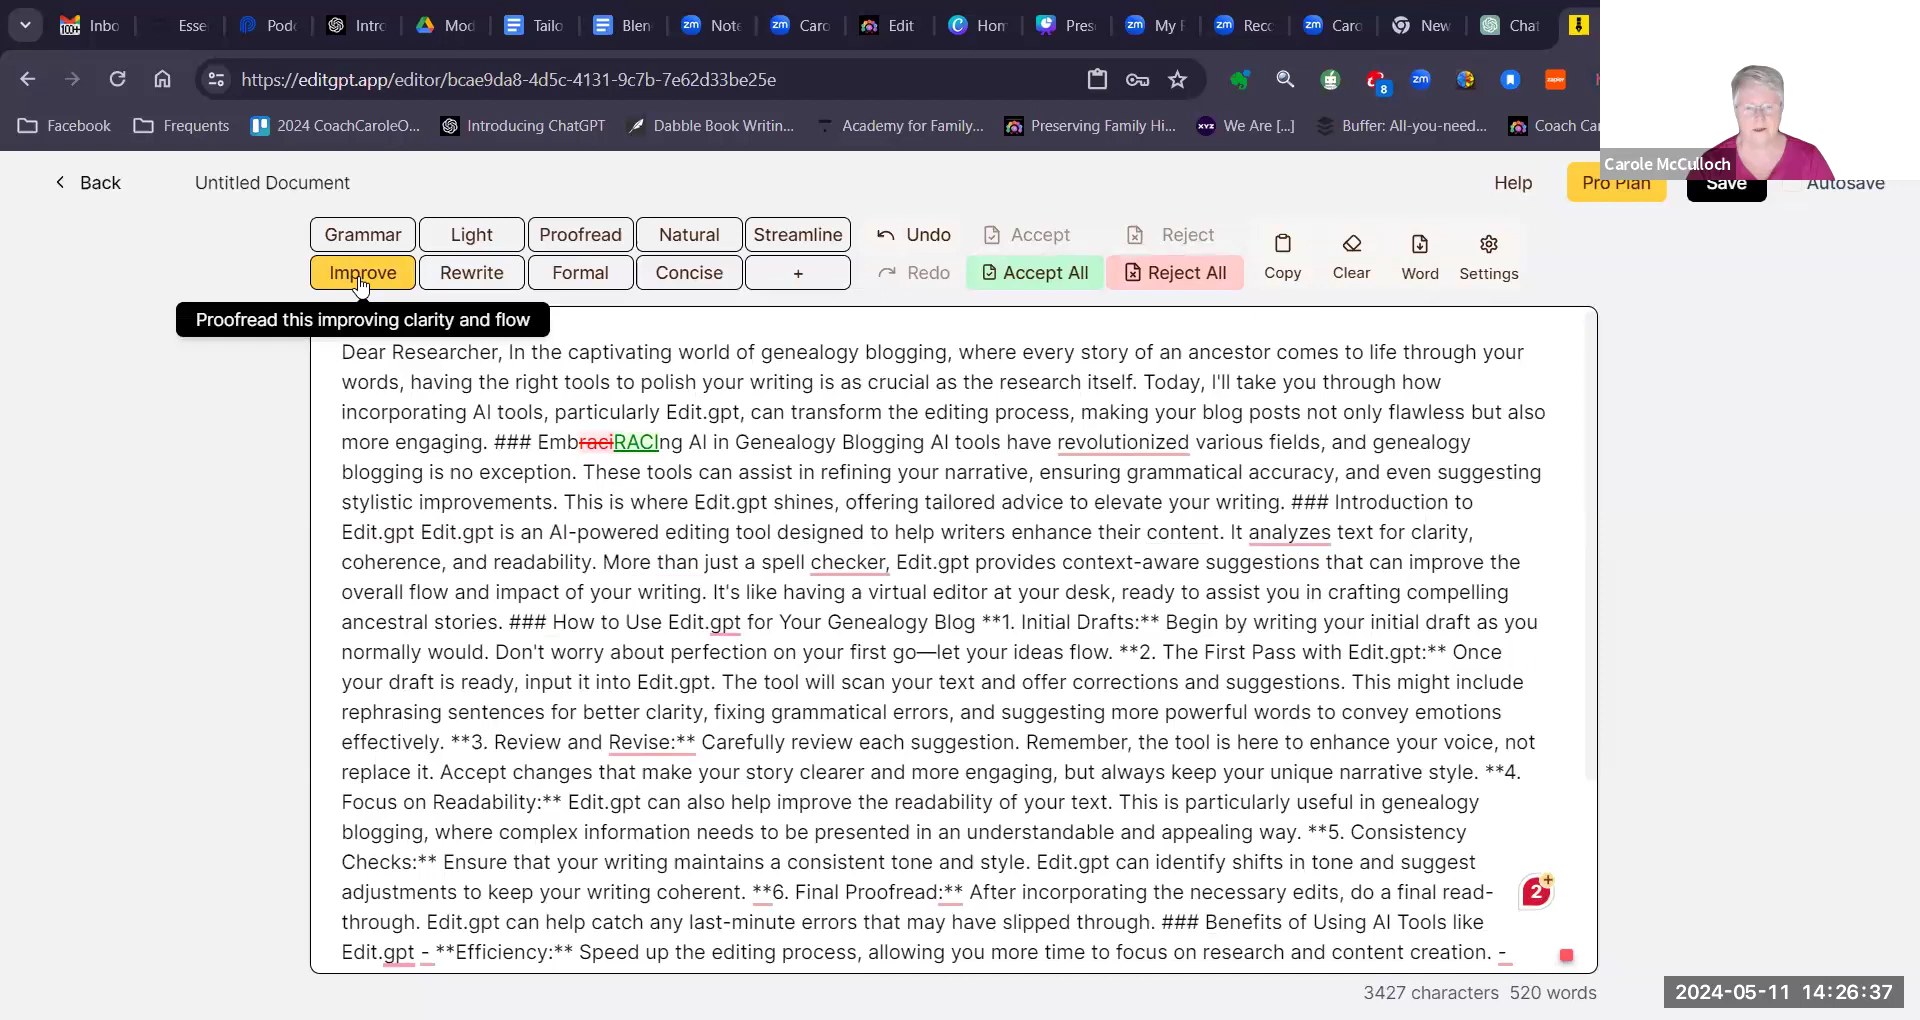 Inbo Esse Podc Intro Mod Tailo Blen Note Caro Edit Hom Pres My F Reco Caro New Chat
https://editgpt.app/editor/bcae9da8-4d5c-4131-9c7b-7e62d33be25e
Facebook Frequents 2024 CoachCaroleO... Introducing ChatGPT Dabble Book Writin... Academy for Family... Preserving Family Hi... We Are [...] Buffer: All-you-need... Coach Car
Carole McCulloch
Back Untitled Document Help Pro Plan Save Autosave
Grammar Light Proofread Natural Streamline Undo Accept Reject
Improve Rewrite Formal Concise + Redo Accept All Reject All Copy Clear Word Settings
Proofread this improving clarity and flow
Dear Researcher, In the captivating world of genealogy blogging, where every story of an ancestor comes to life through your
words, having the right tools to polish your writing is as crucial as the research itself. Today, I'll take you through how
incorporating AI tools, particularly Edit.gpt, can transform the editing process, making your blog posts not only flawless but also
more engaging. ### EmbraciRACIng AI in Genealogy Blogging AI tools have revolutionized various fields, and genealogy
blogging is no exception. These tools can assist in refining your narrative, ensuring grammatical accuracy, and even suggesting
stylistic improvements. This is where Edit.gpt shines, offering tailored advice to elevate your writing. ### Introduction to
Edit.gpt Edit.gpt is an AI-powered editing tool designed to help writers enhance their content. It analyzes text for clarity,
coherence, and readability. More than just a spell checker, Edit.gpt provides context-aware suggestions that can improve the
overall flow and impact of your writing. It's like having a virtual editor at your desk, ready to assist you in crafting compelling
ancestral stories. ### How to Use Edit.gpt for Your Genealogy Blog **1. Initial Drafts:** Begin by writing your initial draft as you
normally would. Don't worry about perfection on your first go—let your ideas flow. **2. The First Pass with Edit.gpt:** Once
your draft is ready, input it into Edit.gpt. The tool will scan your text and offer corrections and suggestions. This might include
rephrasing sentences for better clarity, fixing grammatical errors, and suggesting more powerful words to convey emotions
effectively. **3. Review and Revise:** Carefully review each suggestion. Remember, the tool is here to enhance your voice, not
replace it. Accept changes that make your story clearer and more engaging, but always keep your unique narrative style. **4.
Focus on Readability:** Edit.gpt can also help improve the readability of your text. This is particularly useful in genealogy
blogging, where complex information needs to be presented in an understandable and appealing way. **5. Consistency
Checks:** Ensure that your writing maintains a consistent tone and style. Edit.gpt can identify shifts in tone and suggest
adjustments to keep your writing coherent. **6. Final Proofread:** After incorporating the necessary edits, do a final read-
through. Edit.gpt can help catch any last-minute errors that may have slipped through. ### Benefits of Using AI Tools like
Edit.gpt - **Efficiency:** Speed up the editing process, allowing you more time to focus on research and content creation. -
2
3427 characters 520 words
2024-05-11 14:26:37